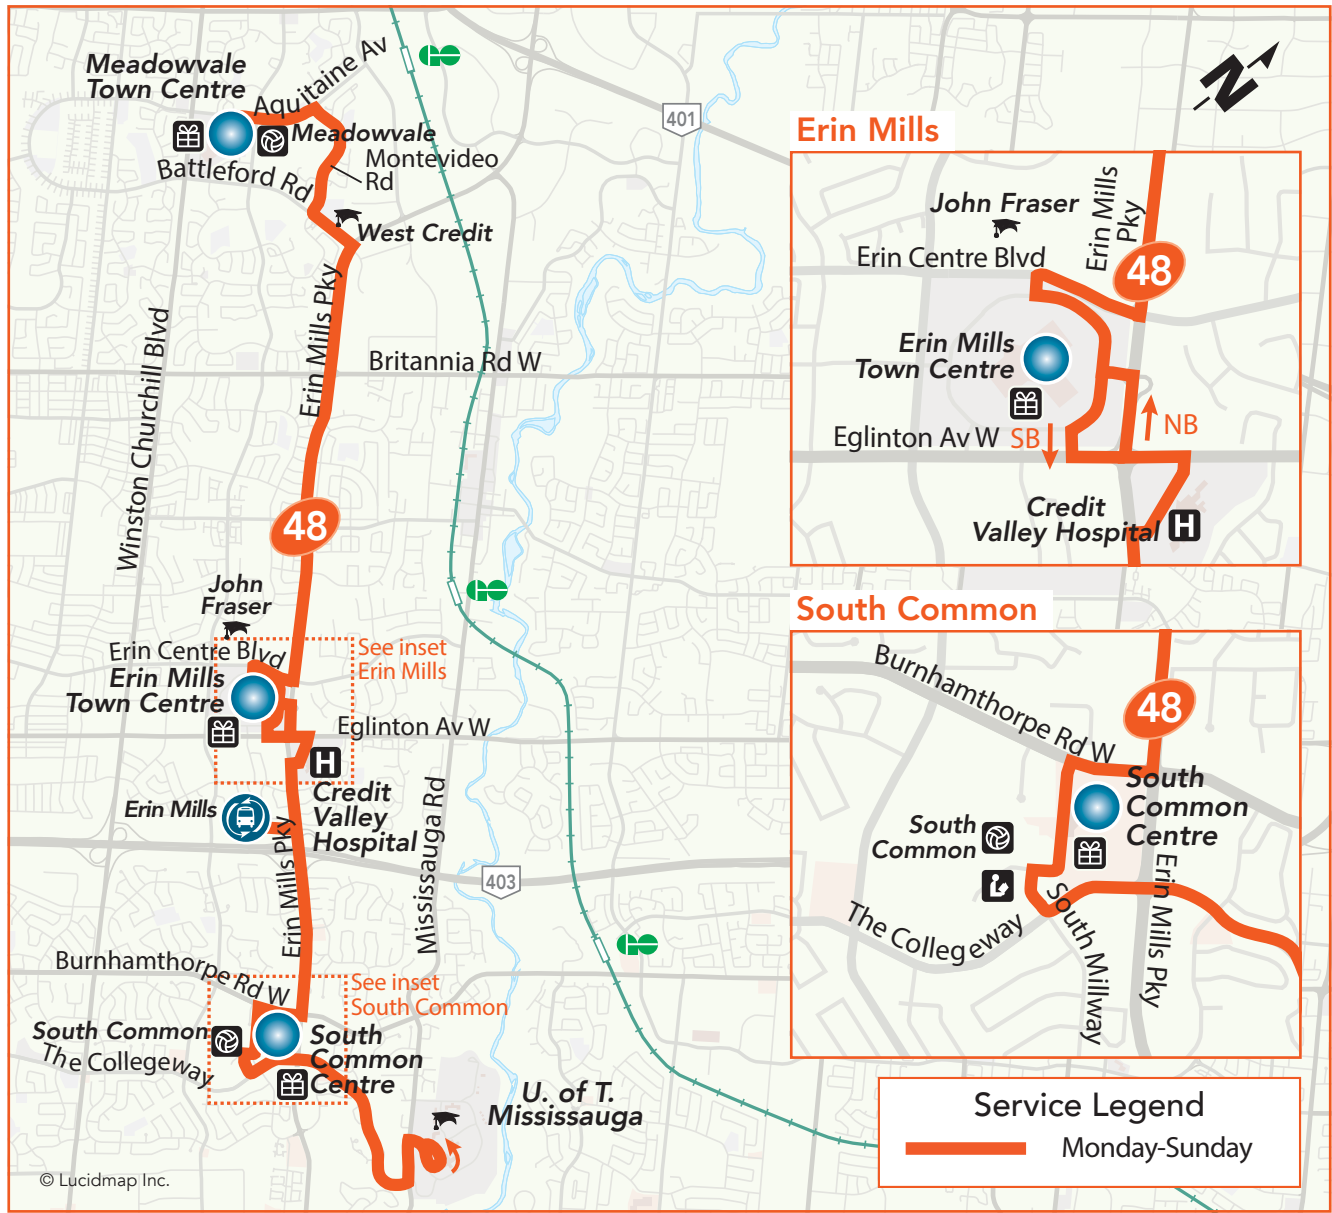 Meadowvale
Town Centre
Aquitaine Av
GO
Meadowvale
Montevideo
Rd
Battleford Rd
West Credit
401
N
Erin Mills Pky
Winston Churchill Blvd
Britannia Rd W
48
John
Fraser
GO
Erin Centre Blvd
See inset
Erin Mills
Erin Mills
Town Centre
Eglinton Av W
H
Credit
Valley
Hospital
Erin Mills
Erin Mills Pky
Mississauga Rd
403
GO
Burnhamthorpe Rd W
See inset
South Common
South Common
The Collegeway
South
Common
Centre
U. of T.
Mississauga
© Lucidmap Inc.
Erin Mills
John Fraser
Erin Mills
Pky
Erin Centre Blvd
48
Erin Mills
Town Centre
Eglinton Av W
SB
NB
Credit
Valley Hospital
H
South Common
Burnhamthorpe Rd W
48
South
Common
Centre
South
Common
The Collegeway
South Millway
Erin Mills Pky
Service Legend
Monday-Sunday